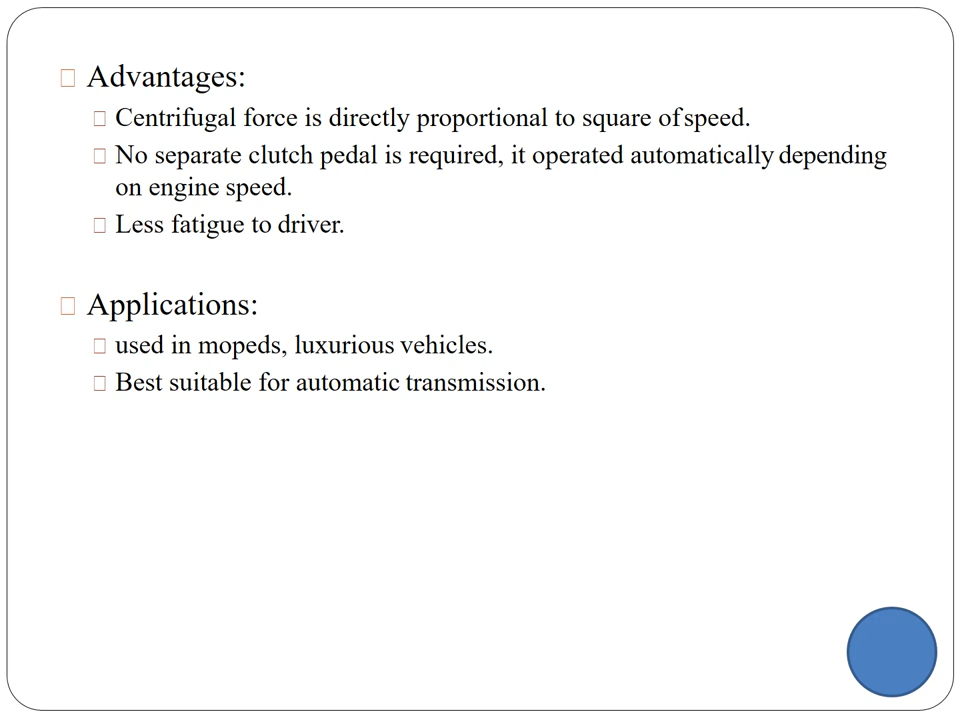 Advantages:
Centrifugal force is directly proportional to square of speed.
No separate clutch pedal is required, it operated automatically depending
on engine speed.
Less fatigue to driver.
Applications:
used in mopeds, luxurious vehicles.
Best suitable for automatic transmission.